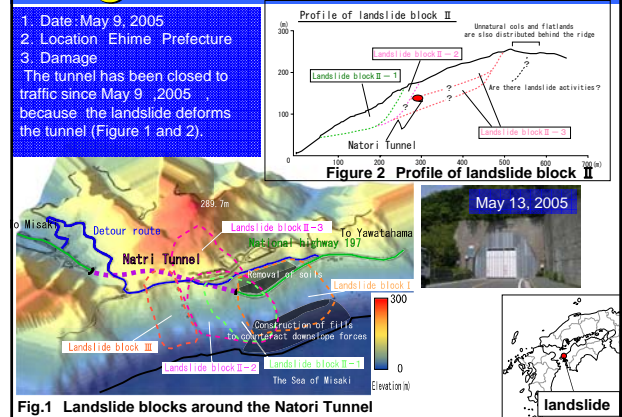 1. Date:May 9, 2005
2. Location Ehime Prefecture
3. Damage
The tunnel has been closed to
traffic since May 9 ,2005 ,
because the landslide deforms
the tunnel (Figure 1 and 2).
Profile of landslide block Ⅱ
(m)
300
200
100
0
100
200
300
400
500
600
700(m)
Unnatural cols and flatlands
are slso distributed behind the ridge
Landslide blockⅡ-2
Landslide blockⅡ-1
?
?
?
?
?
Are there landslide activities?
Landslide blockⅡ-3
Natori Tunnel
Figure 2 Profile of landslide block Ⅱ
289.7m
to Misaki
Detour route
Landslide blockⅡ-3
To Yawatahama
National highway 197
Natri Tunnel
Removal of soils
Landslide blockⅠ
Construction of fills
to counteract downslope forces
Landslide block Ⅲ
Landslide blockⅡ-2
Landslide blockⅡ-1
The Sea of Misaki
300
0
Elevation(m)
Fig.1 Landslide blocks around the Natori Tunnel
May 13, 2005
landslide